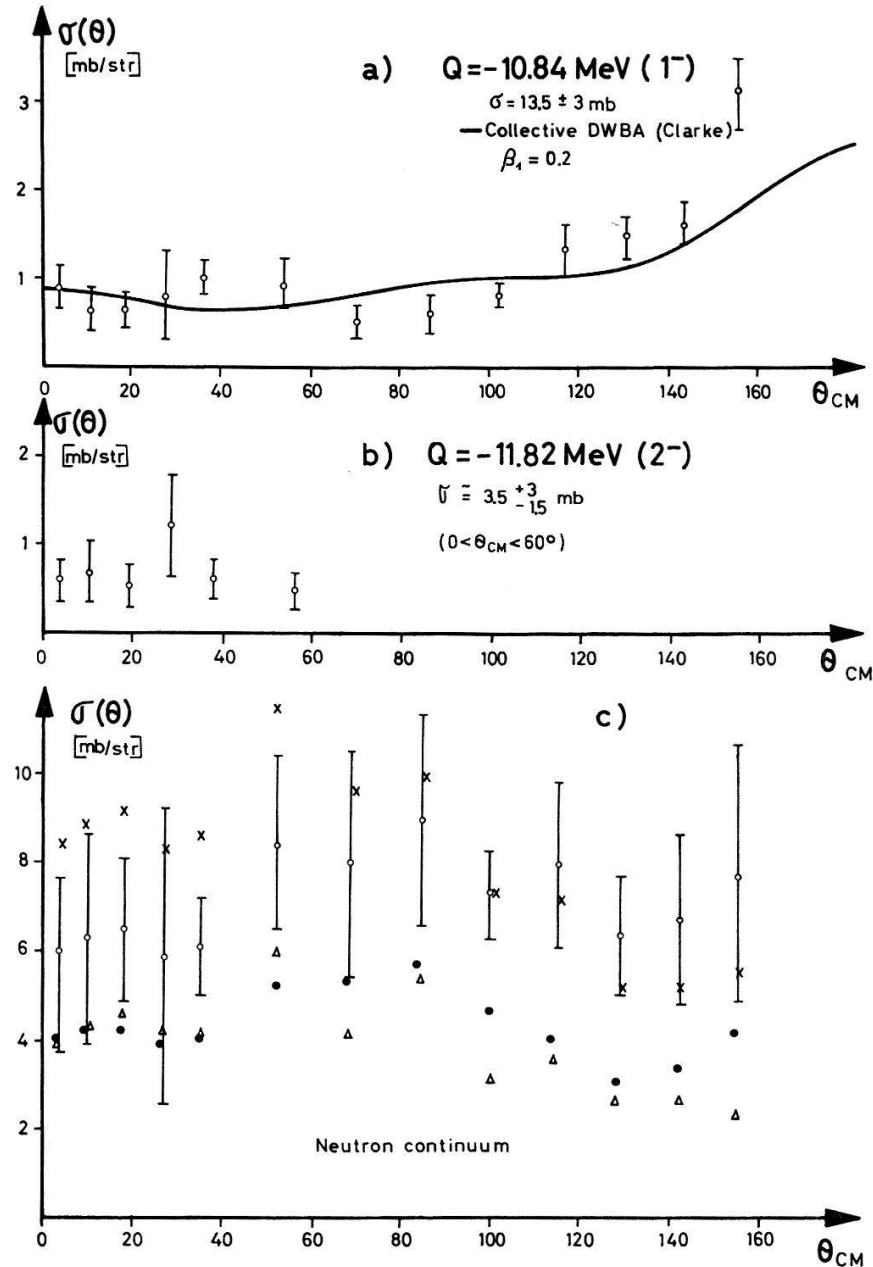 σ(θ)
[mb/str]
a) Q = -10.84 MeV (1⁻)
σ = 13.5 ± 3 mb
Collective DWBA (Clarke)
β₁ = 0.2
3
2
1
0 20 40 60 80 100 120 140 160
θ CM
σ(θ)
[mb/str]
b) Q = -11.82 MeV (2⁻)
σ ≅ 3.5 +3 -1.5 mb
(0<θCM<60°)
2
1
0 20 40 60 80 100 120 140 160
θ CM
σ(θ)
[mb/str]
c)
10
8
6
4
2
Neutron continuum
0 20 40 60 80 100 120 140 160
θ CM